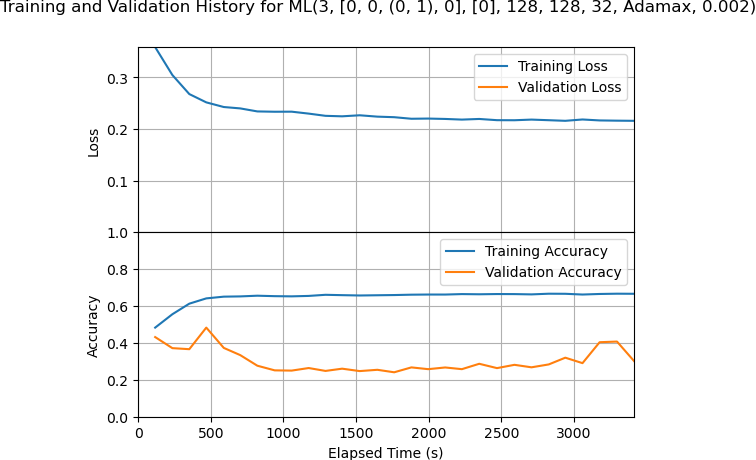 Training and Validation History for ML(3, [0, 0, (0, 1), 0], [0], 128, 128, 32, Adamax, 0.002)
0.3
0.2
0.1
Loss
Training Loss
Validation Loss
1.0
0.8
0.6
0.4
0.2
0.0
Accuracy
Training Accuracy
Validation Accuracy
0 500 1000 1500 2000 2500 3000
Elapsed Time (s)